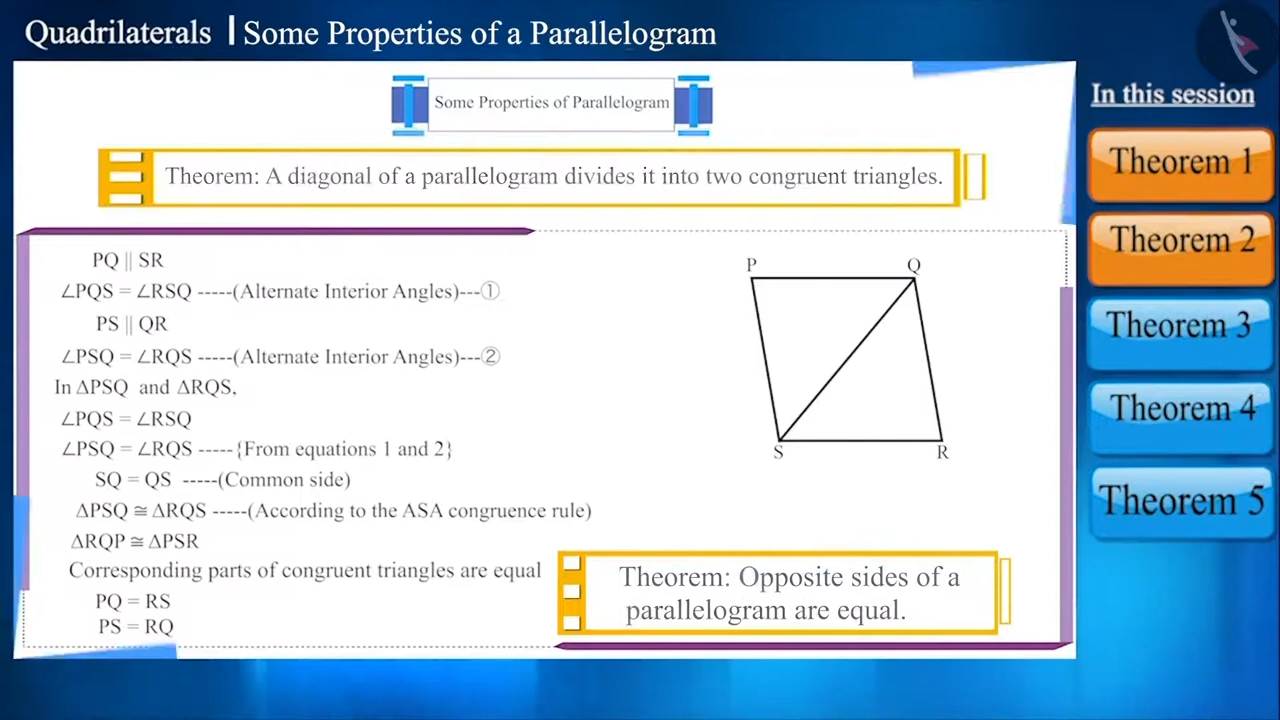 Quadrilaterals | Some Properties of a Parallelogram
Some Properties of Parallelogram
In this session
Theorem: A diagonal of a parallelogram divides it into two congruent triangles.
Theorem 1
Theorem 2
Theorem 3
Theorem 4
Theorem 5
PQ || SR
∠PQS = ∠RSQ -----(Alternate Interior Angles)---①
PS || QR
∠PSQ = ∠RQS -----(Alternate Interior Angles)---②
In ΔPSQ and ΔRQS,
∠PQS = ∠RSQ
∠PSQ = ∠RQS -----{From equations 1 and 2}
SQ = QS -----(Common side)
ΔPSQ ≅ ΔRQS -----(According to the ASA congruence rule)
ΔRQP ≅ ΔPSR
Corresponding parts of congruent triangles are equal
PQ = RS
PS = RQ
P
Q
S
R
Theorem: Opposite sides of a
parallelogram are equal.